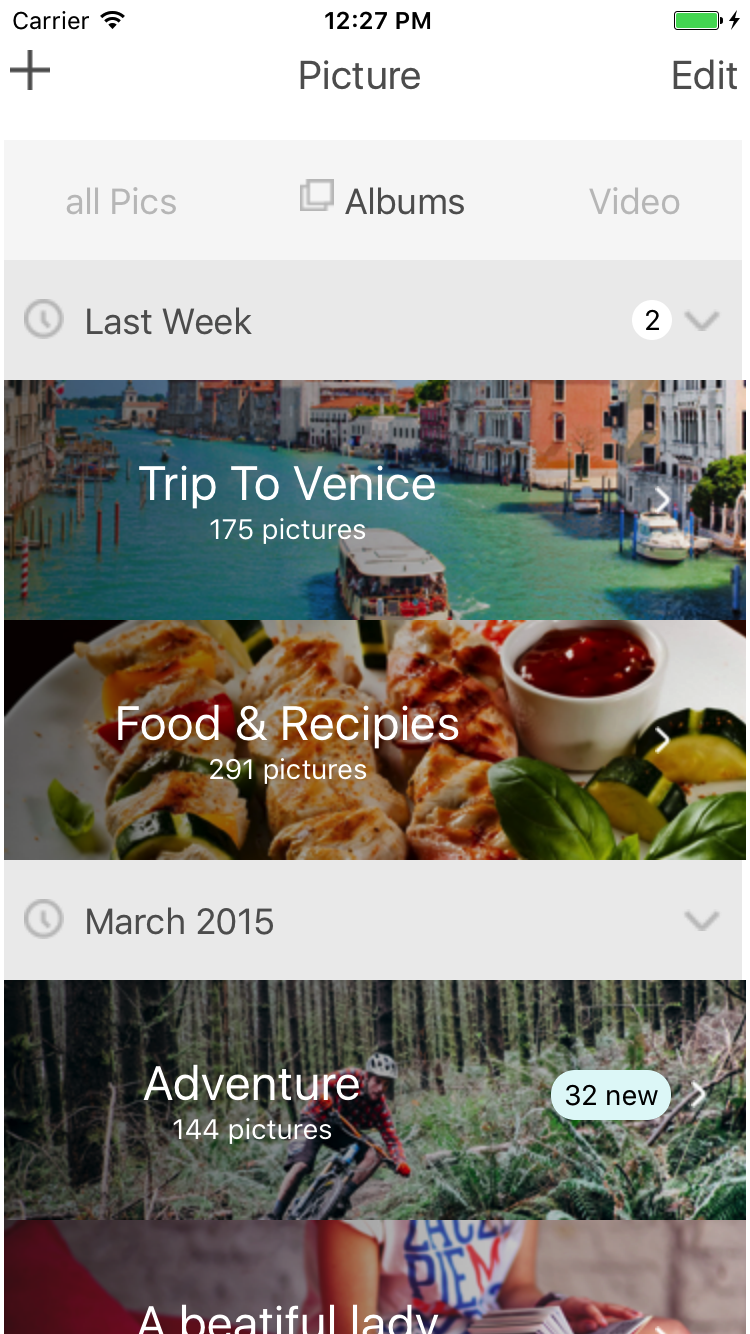 Carrier 12:27 PM
Picture Edit
all Pics Albums Video
Last Week 2
Trip To Venice
175 pictures
Food & Recipies
291 pictures
March 2015
Adventure
144 pictures
32 new
PIEM
A beatiful lady